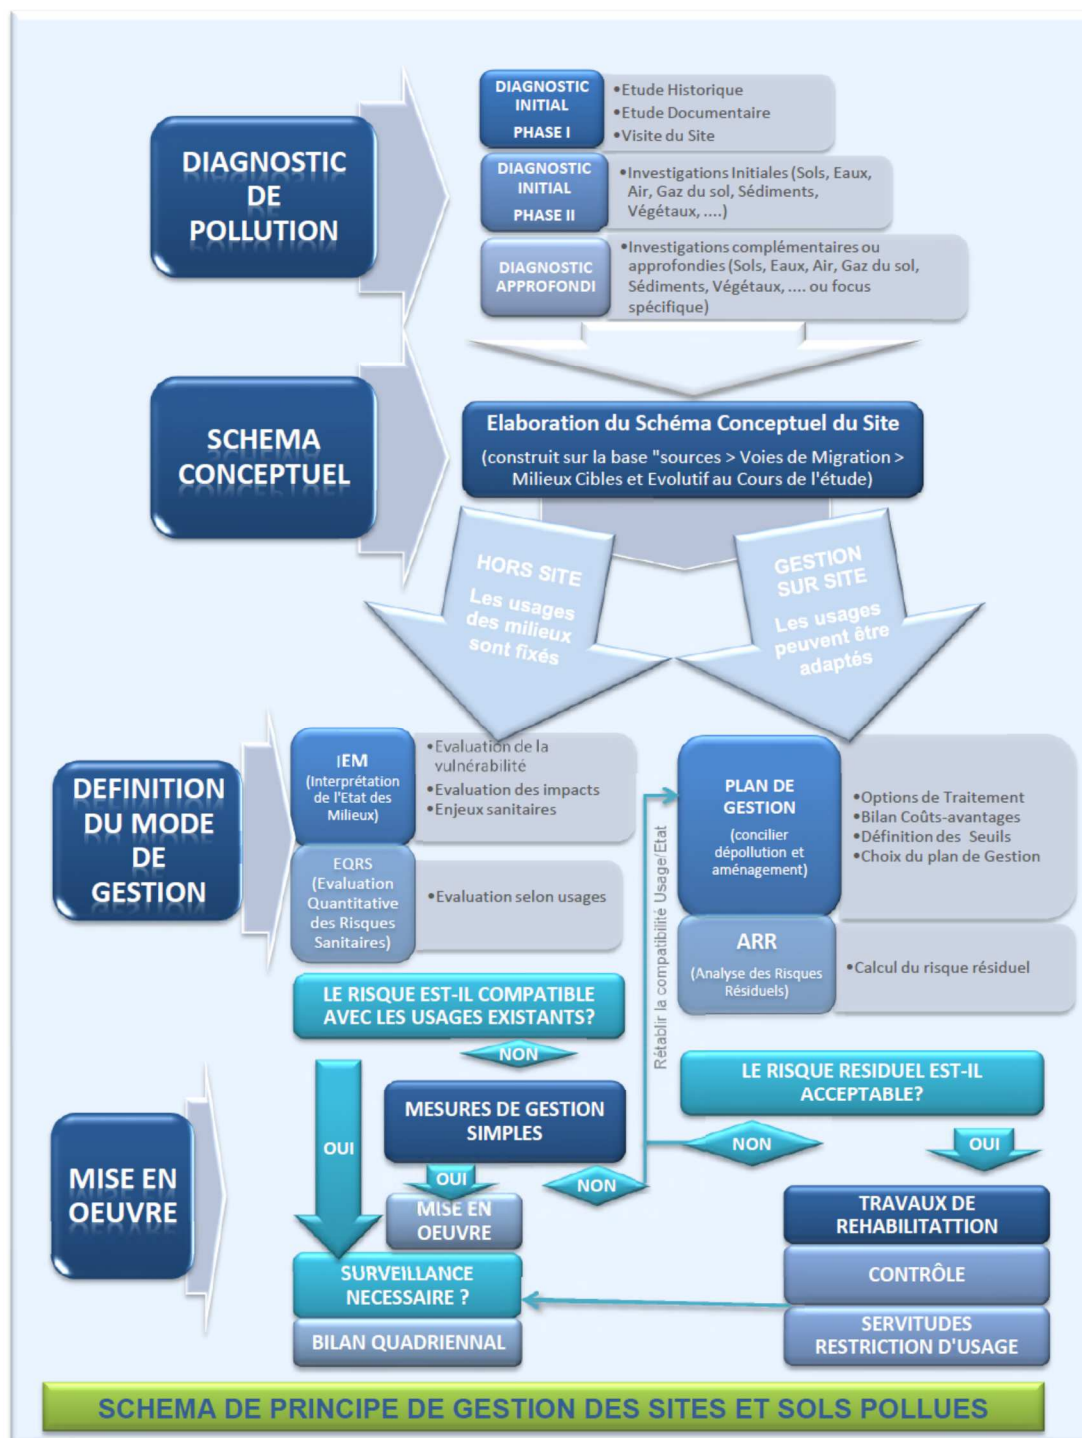 DIAGNOSTIC
DE
POLLUTION
DIAGNOSTIC
INITIAL
PHASE I
•Etude Historique
•Etude Documentaire
•Visite du Site
DIAGNOSTIC
INITIAL
PHASE II
•Investigations Initiales (Sols, Eaux,
Air, Gaz du sol, Sédiments,
Végétaux, ....)
DIAGNOSTIC
APPROFONDI
•Investigations complémentaires ou
approfondies (Sols, Eaux, Air, Gaz du sol,
Sédiments, Végétaux, .... ou focus
spécifique)
SCHEMA
CONCEPTUEL
Elaboration du Schéma Conceptuel du Site
(construit sur la base "sources > Voies de Migration >
Milieux Cibles et Evolutif au Cours de l'étude)
HORS SITE
Les usages
des milieux
sont fixés
GESTION
SUR SITE
Les usages
peuvent être
adaptés
DEFINITION
DU MODE
DE
GESTION
IEM
(Interprétation
de l'Etat des
Milieux)
•Evaluation de la
vulnérabilité
•Evaluation des impacts
•Enjeux sanitaires
EQRS
(Evaluation
Quantitative
des Risques
Sanitaires)
•Evaluation selon usages
Rétablir la compatibilité Usage/Etat
PLAN DE
GESTION
(concilier
dépollution et
aménagement)
•Options de Traitement
•Bilan Coûts-avantages
•Définition des Seuils
•Choix du plan de Gestion
ARR
(Analyse des Risques
Résiduels)
•Calcul du risque résiduel
LE RISQUE EST-IL COMPATIBLE
AVEC LES USAGES EXISTANTS?
NON
LE RISQUE RESIDUEL EST-IL
ACCEPTABLE?
MISE EN
OEUVRE
OUI
MESURES DE GESTION
SIMPLES
NON
OUI
OUI
NON
MISE EN
OEUVRE
TRAVAUX DE
REHABILITATTION
SURVEILLANCE
NECESSAIRE ?
CONTRÔLE
BILAN QUADRIENNAL
SERVITUDES
RESTRICTION D'USAGE
SCHEMA DE PRINCIPE DE GESTION DES SITES ET SOLS POLLUES